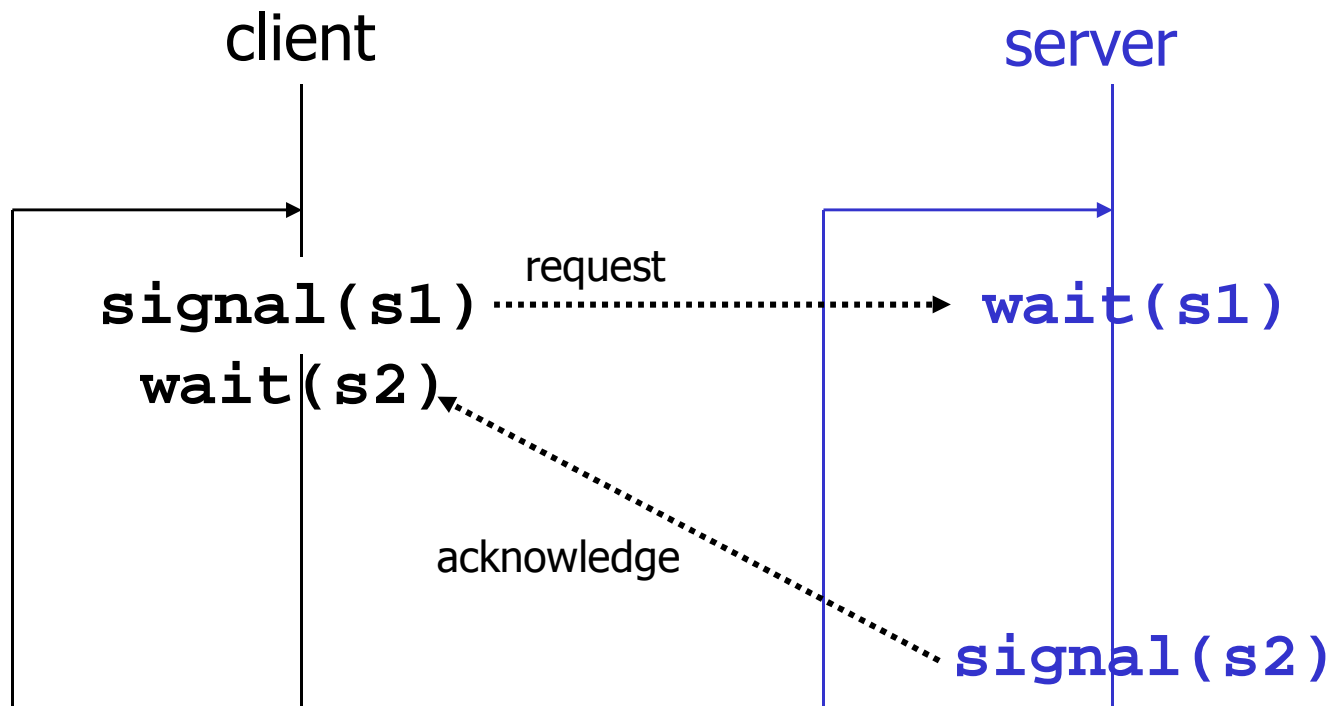 client
server
request
signal(s1)
wait(s1)
wait(s2)
acknowledge
signal(s2)